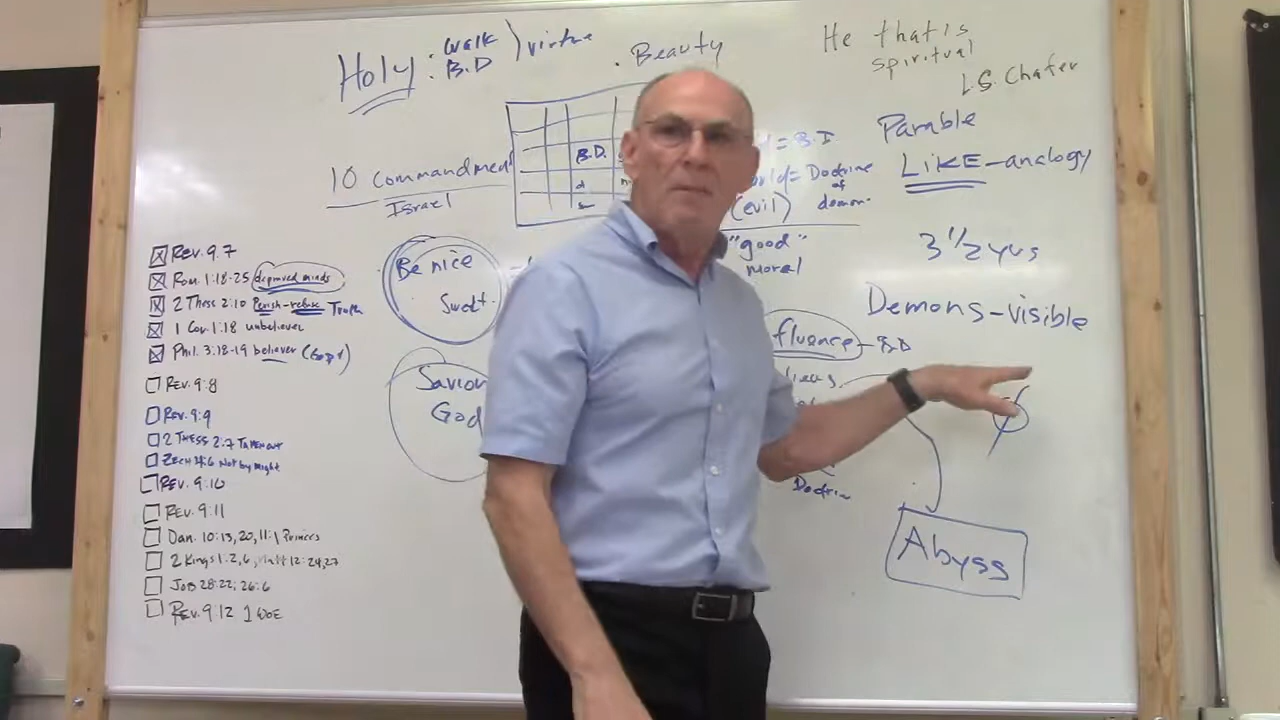 Holy : walk ) virtue
B.D
. Beauty
He that is
spiritual
L.S. Chafer
Parable
LIKE-analogy
10 commandment
Israel
B.D.
= B.I.
= Doctrine
of
demon
(evil)
"good"
moral
3 1/2 yrs
Demons-visible
Rev. 9:7
Rom. 1:18-25 depraved minds
2 Thess 2:10 Perish-refuse Truth
1 Cor. 1:18 unbeliever
Phil. 3:18-19 believer
Rev. 9:8
Rev. 9:9
2 THESS 2:7 TAKEN OUT
ZECH 4:6 Not by Might
Rev. 9:10
Rev. 9:11
Dan. 10:13,20, 11:1 Princes
2 Kings 1:2,6, Matt 12:24,27
JOB 28:22; 26:6
Rev. 9:12 1 WOE
Be nice
Sweet
Savior
God
fluence - B.D
Doctrin
Abyss